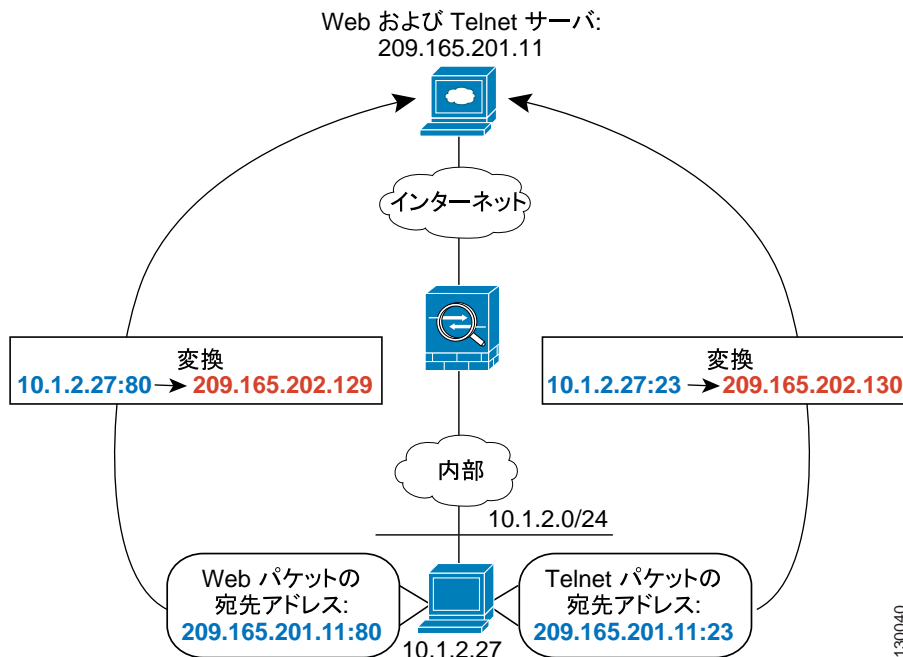 Web および Telnet サーバ:
209.165.201.11
インターネット
変換
10.1.2.27:80 → 209.165.202.129
変換
10.1.2.27:23 → 209.165.202.130
内部
10.1.2.0/24
Web パケットの
宛先アドレス:
209.165.201.11:80
Telnet パケットの
宛先アドレス:
209.165.201.11:23
10.1.2.27
130040